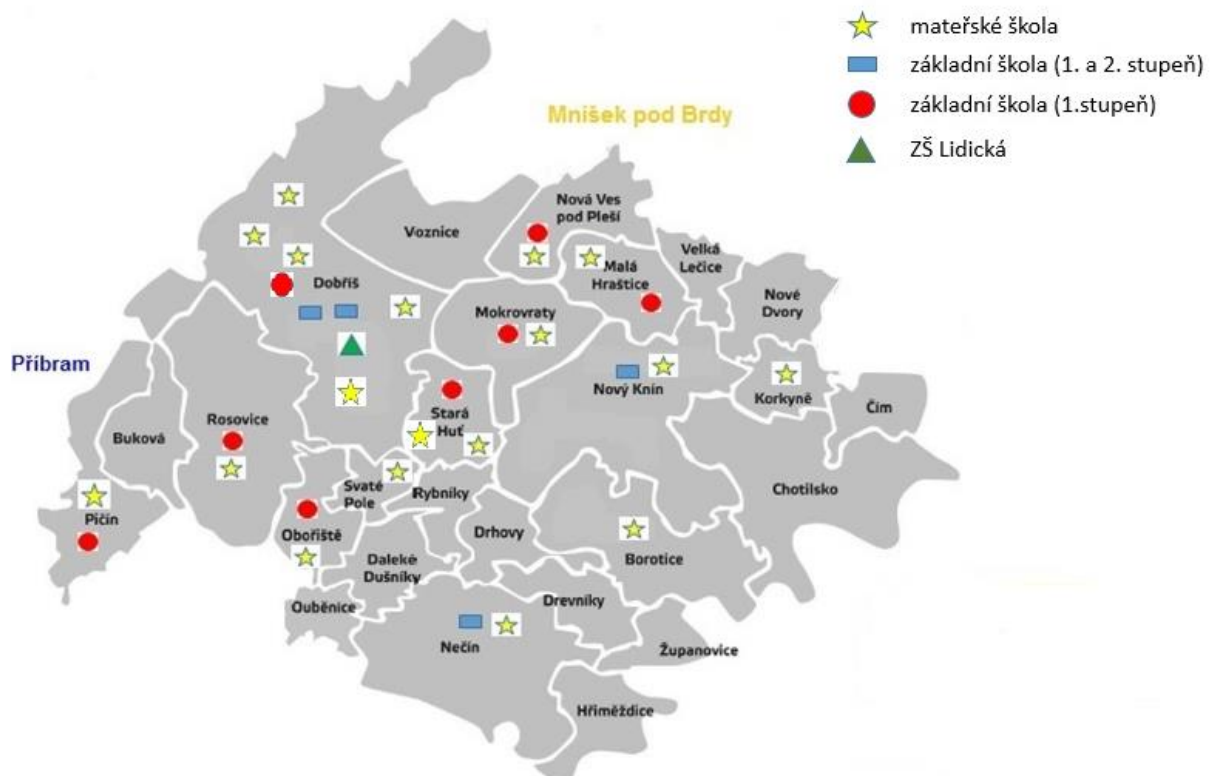 mateřské škola
základní škola (1. a 2. stupeň)
základní škola (1.stupeň)
ZŠ Lidická
Mníšek pod Brdy
Příbram
Nová Ves
pod Pleší
Voznice
Velká
Lečice
Malá
Hraštice
Dobříš
Nové
Dvory
Mokrovraty
Nový Knín
Korkyně
Čím
Rosovice
Stará
Huť
Buková
Svaté
Pole
Rybníky
Chotilsko
Pičín
Obořiště
Drhovy
Daleké
Dušníky
Borotice
Ouběnice
Drevníky
Nečín
Županovice
Hříměždice